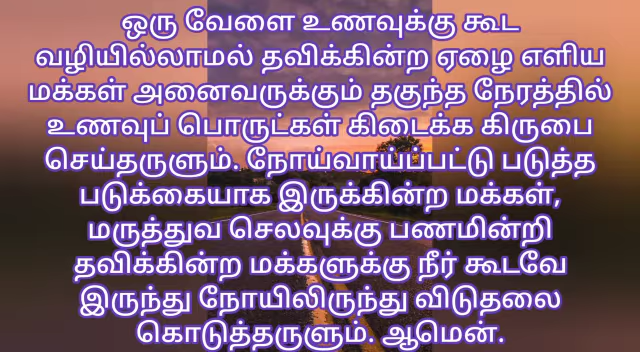 ஒரு வேளை உணவுக்கு கூட
வழியில்லாமல் தவிக்கின்ற ஏழை எளிய
மக்கள் அனைவருக்கும் தகுந்த நேரத்தில்
உணவுப் பொருட்கள் கிடைக்க கிருபை
செய்தருளும். நோய்வாய்ப்பட்டு படுத்த
படுக்கையாக இருக்கின்ற மக்கள்,
மருத்துவ செலவுக்கு பணமின்றி
தவிக்கின்ற மக்களுக்கு நீர் கூடவே
இருந்து நோயிலிருந்து விடுதலை
கொடுத்தருளும். ஆமென்.